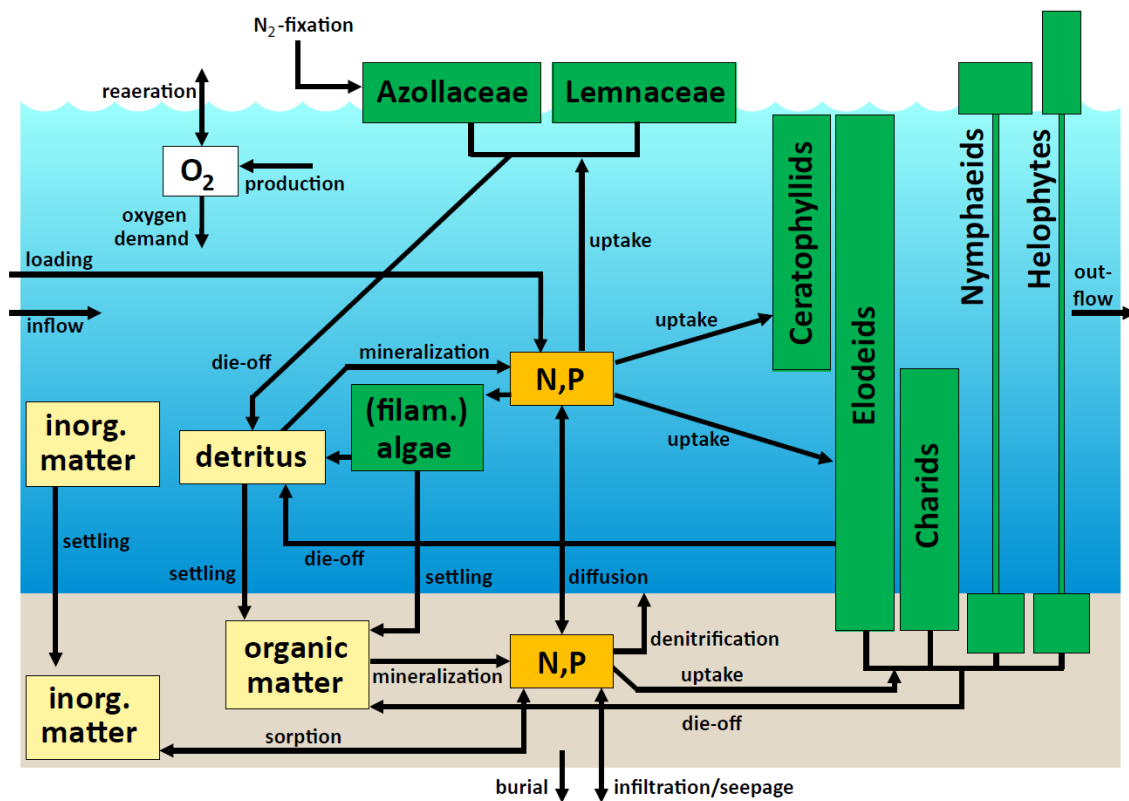 N₂-fixation
Azollaceae
Lemnaceae
reaeration
O₂
production
oxygen
demand
Ceratophyllids
Elodeids
Charids
Nymphaeids
Helophytes
uptake
loading
inflow
out-
flow
uptake
die-off
mineralization
N,P
(filam.)
algae
uptake
inorg.
matter
detritus
settling
settling
die-off
settling
diffusion
organic
matter
mineralization
N,P
denitrification
uptake
inorg.
matter
sorption
die-off
burial
infiltration/seepage